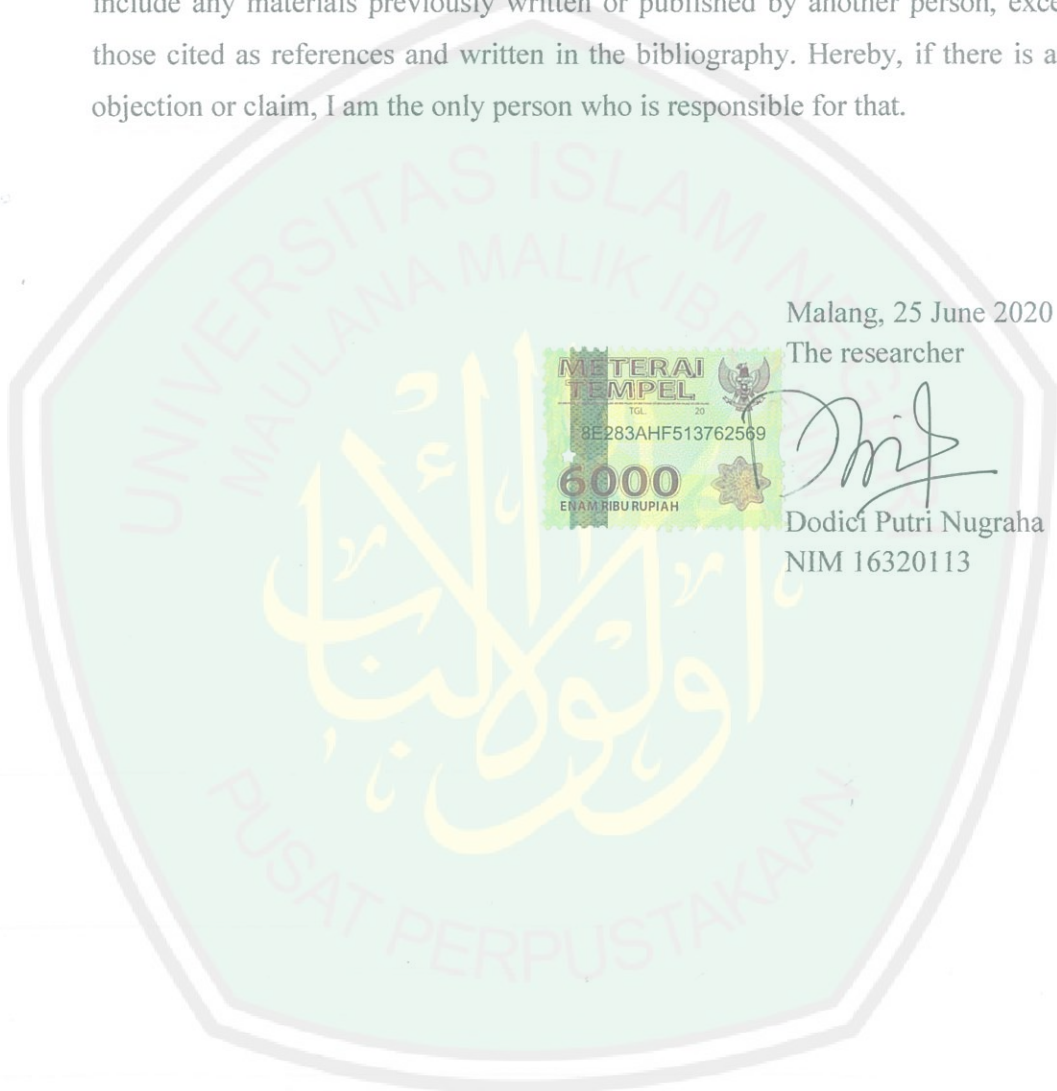 include any materials previously written or published by another person, exce
those cited as references and written in the bibliography. Hereby, if there is a
objection or claim, I am the only person who is responsible for that.
UNIVERSITAS ISLAM NEGERI
MAULANA MALIK IBRAHIM
Malang, 25 June 2020
The researcher
METERAI
TEMPEL
TGL. 20
8E283AHF513762569
6000
ENAM RIBU RUPIAH
Dodici Putri Nugraha
NIM 16320113
PUSAT PERPUSTAKAAN